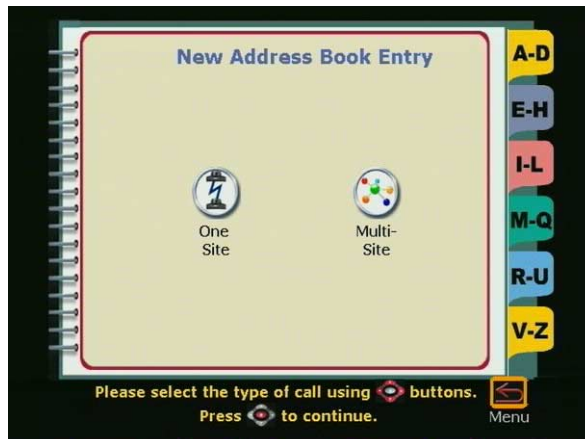 New Address Book Entry
A-D
E-H
I-L
M-Q
R-U
V-Z
One
Site
Multi-
Site
Please select the type of call using buttons.
Press to continue.
Menu